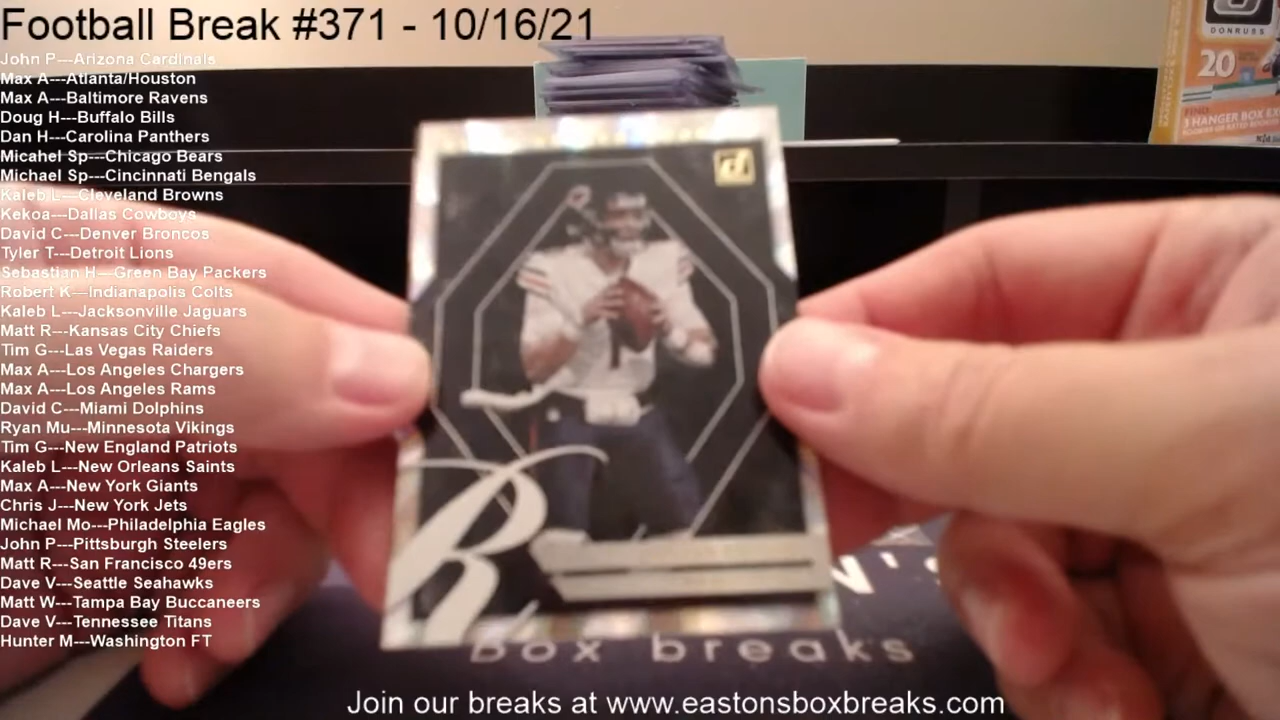 Football Break #371 - 10/16/21
John P---Arizona Cardinals
Max A---Atlanta/Houston
Max A---Baltimore Ravens
Doug H---Buffalo Bills
Dan H---Carolina Panthers
Micahel Sp---Chicago Bears
Michael Sp---Cincinnati Bengals
Kaleb L---Cleveland Browns
Kekoa---Dallas Cowboys
David C---Denver Broncos
Tyler T---Detroit Lions
Sebastian H---Green Bay Packers
Robert K---Indianapolis Colts
Kaleb L---Jacksonville Jaguars
Matt R---Kansas City Chiefs
Tim G---Las Vegas Raiders
Max A---Los Angeles Chargers
Max A---Los Angeles Rams
David C---Miami Dolphins
Ryan Mu---Minnesota Vikings
Tim G---New England Patriots
Kaleb L---New Orleans Saints
Max A---New York Giants
Chris J---New York Jets
Michael Mo---Philadelphia Eagles
John P---Pittsburgh Steelers
Matt R---San Francisco 49ers
Dave V---Seattle Seahawks
Matt W---Tampa Bay Buccaneers
Dave V---Tennessee Titans
Hunter M---Washington FT
DONRUSS
20
HANGER BOX
R
1
Box breaks
Join our breaks at www.eastonsboxbreaks.com